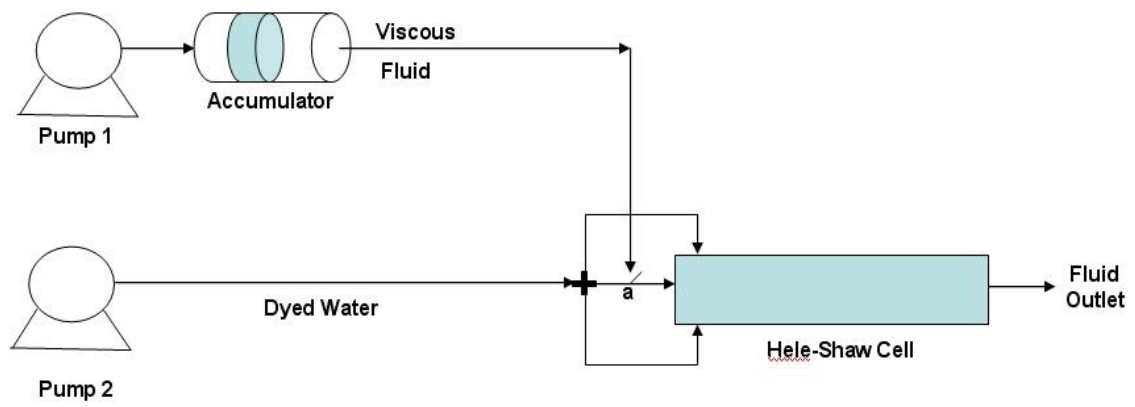 Viscous
Fluid
Accumulator
Pump 1
a
Dyed Water
Fluid
Outlet
Hele-Shaw Cell
Pump 2